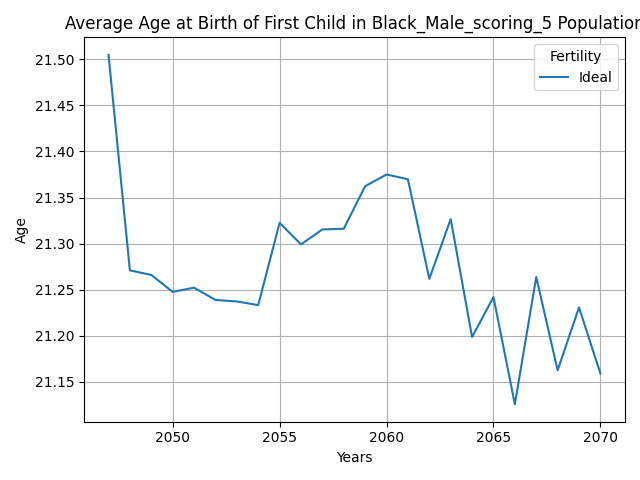 Average Age at Birth of First Child in Black_Male_scoring_5 Population
Fertility
Ideal
21.50
21.45
21.40
21.35
21.30
21.25
21.20
21.15
Age
2050
2055
2060
2065
2070
Years